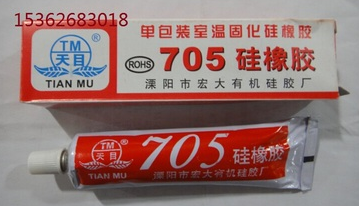 15362683018
TM
天目
TIAN MU
单包装室温固化硅橡胶
ROHS
705 硅橡胶
溧阳市宏大有机硅胶厂
TM
天目
TIAN MU
705 硅橡胶
溧阳市宏大有机硅胶厂